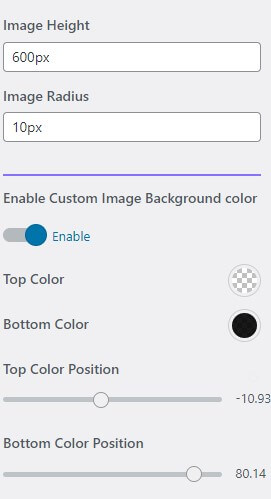 Image Height
600px
Image Radius
10px
Enable Custom Image Background color
Enable
Top Color
Bottom Color
Top Color Position
-10.93
Bottom Color Position
80.14